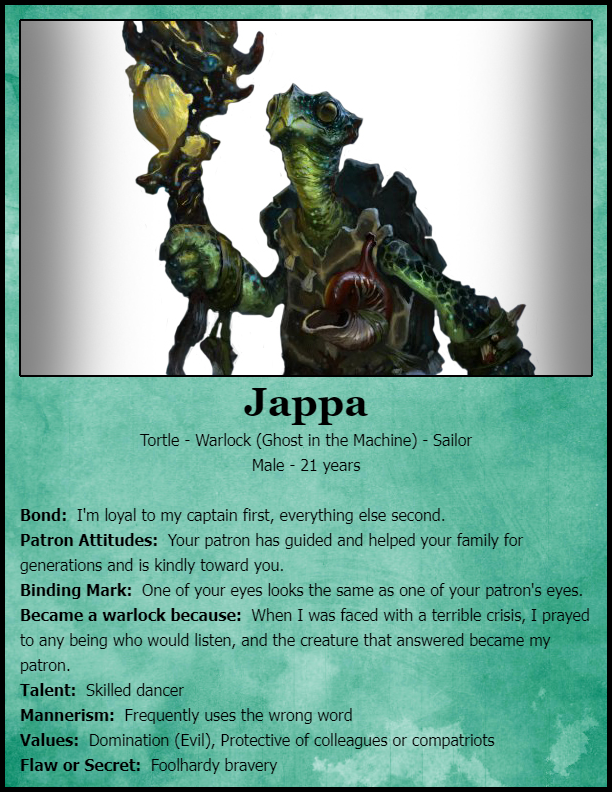 Jappa
Tortle - Warlock (Ghost in the Machine) - Sailor
Male - 21 years
Bond:  I'm loyal to my captain first, everything else second.
Patron Attitudes:  Your patron has guided and helped your family for
generations and is kindly toward you.
Binding Mark:  One of your eyes looks the same as one of your patron's eyes.
Became a warlock because:  When I was faced with a terrible crisis, I prayed
to any being who would listen, and the creature that answered became my
patron.
Talent:  Skilled dancer
Mannerism:  Frequently uses the wrong word
Values:  Domination (Evil), Protective of colleagues or compatriots
Flaw or Secret:  Foolhardy bravery